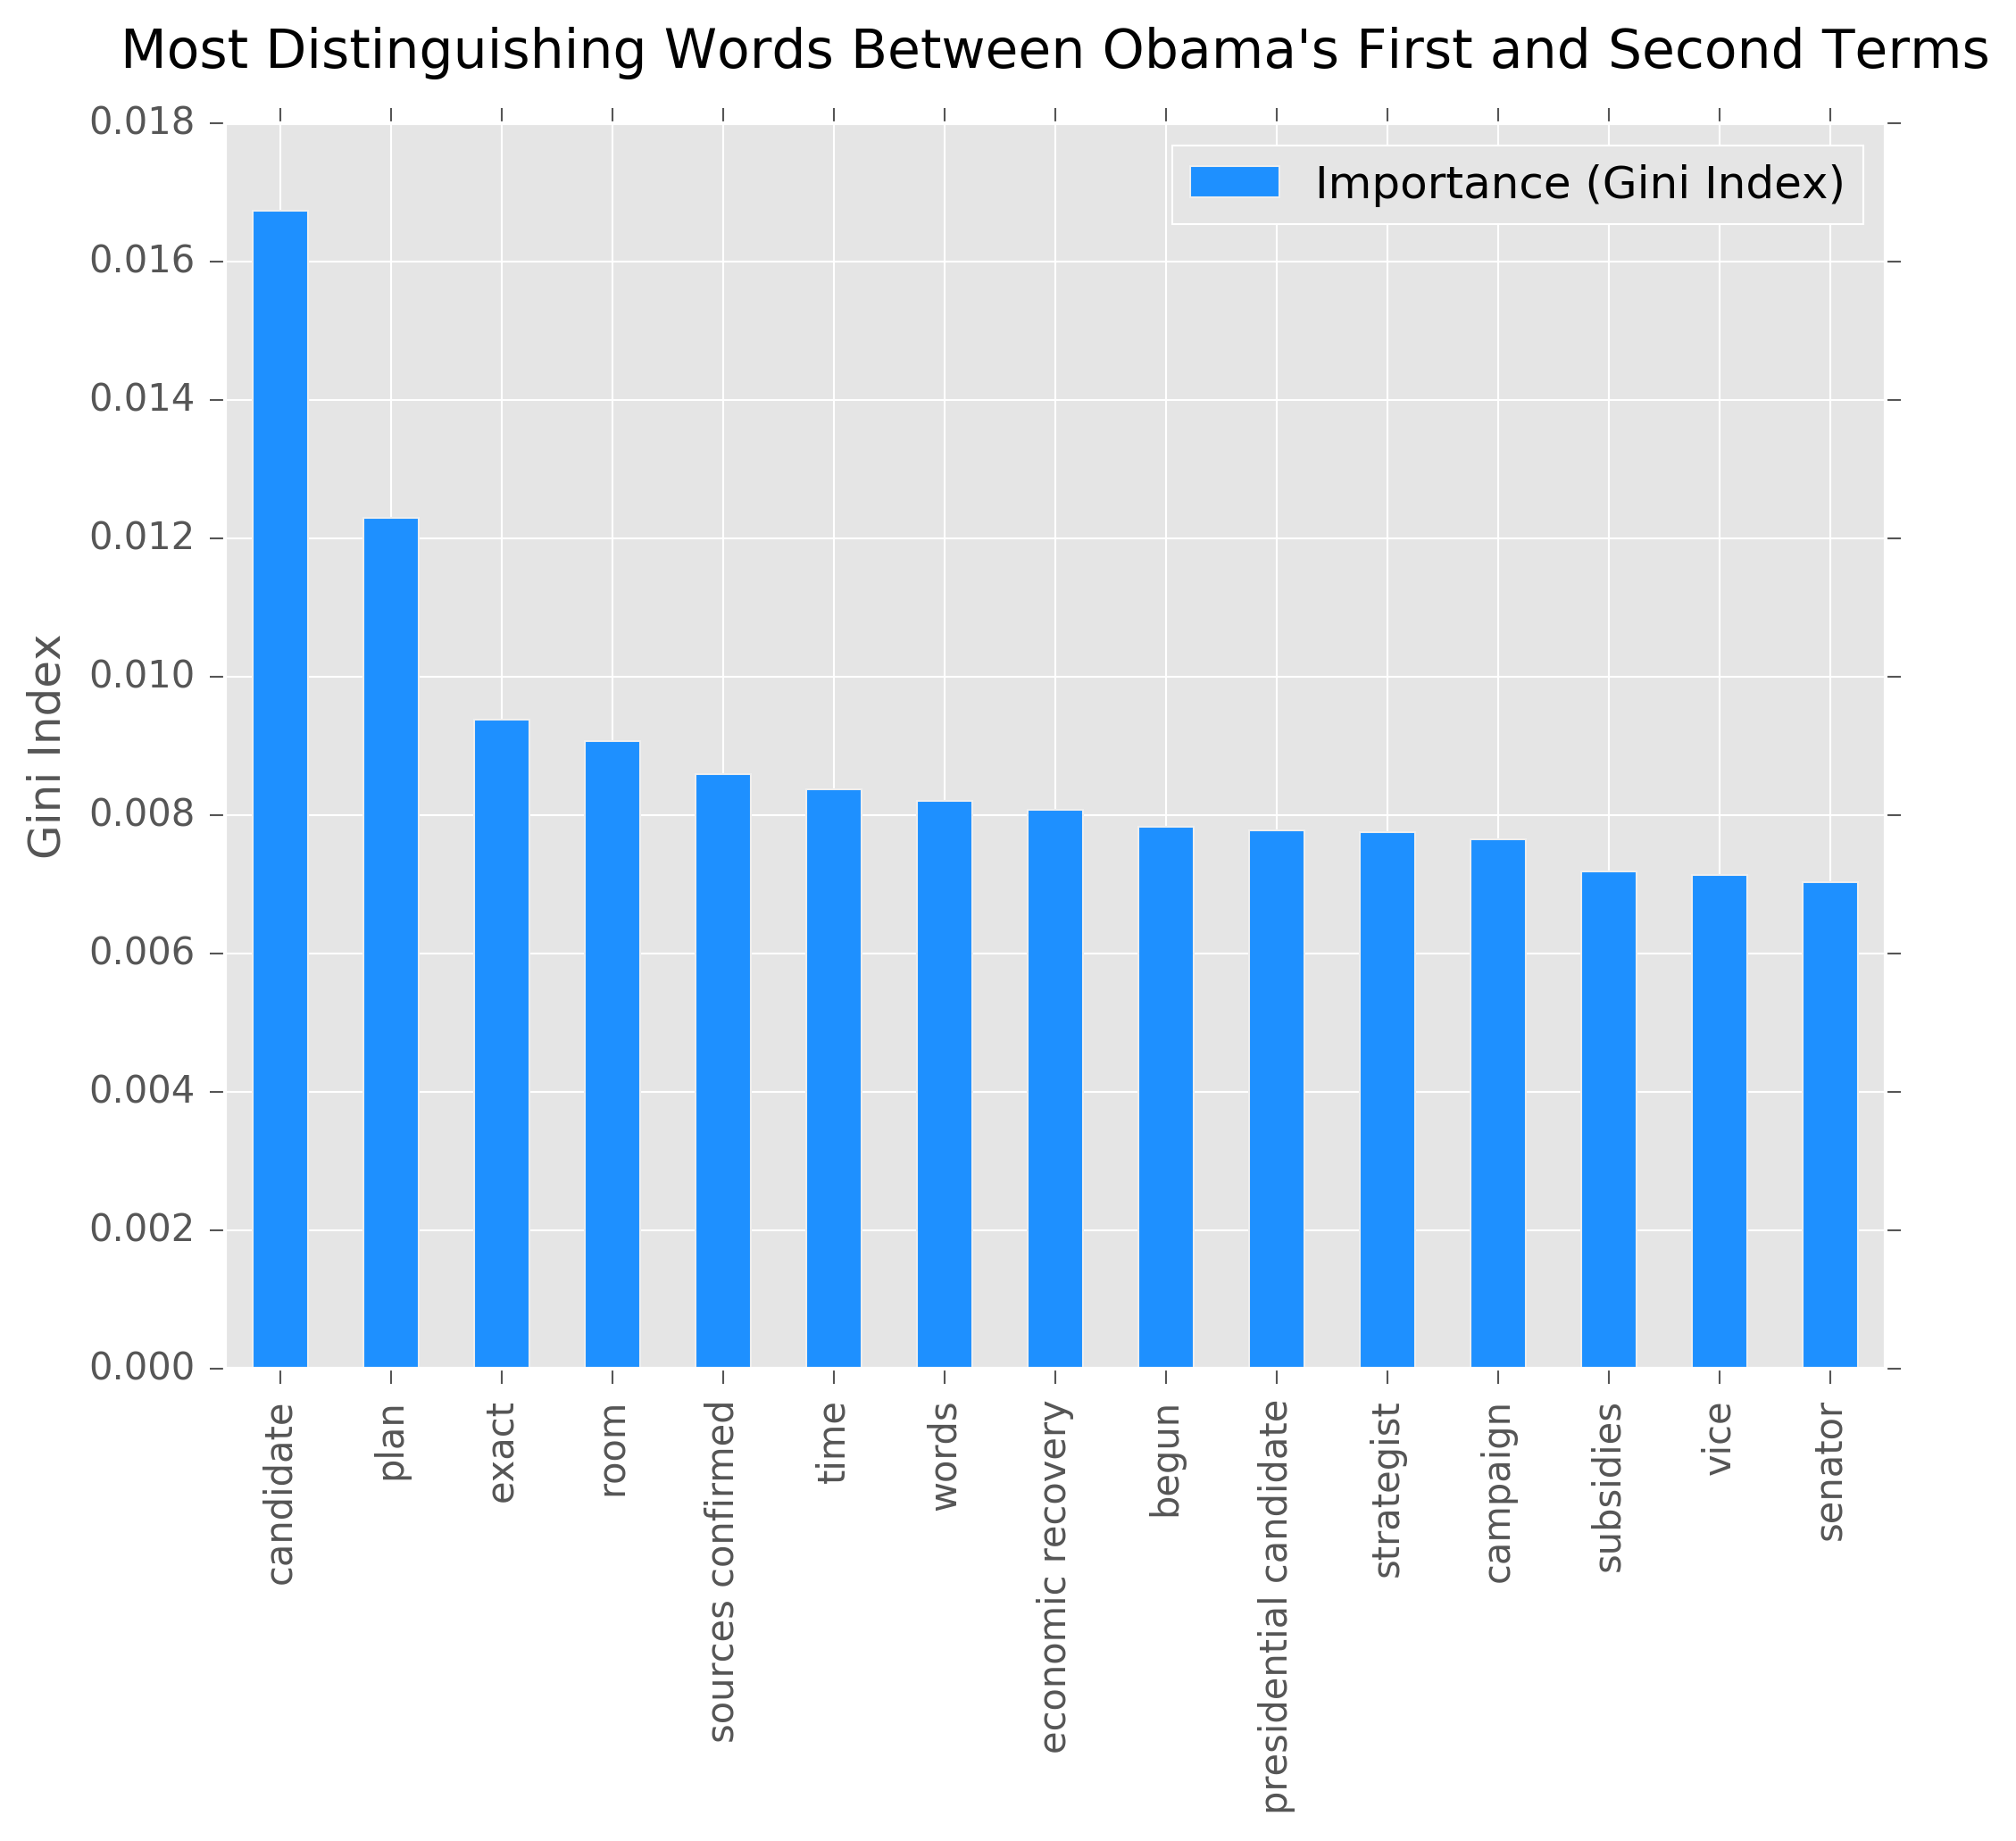 Most Distinguishing Words Between Obama's First and Second Terms
Importance (Gini Index)
Gini Index
0.018
0.016
0.014
0.012
0.010
0.008
0.006
0.004
0.002
0.000
candidate
plan
exact
room
sources confirmed
time
words
economic recovery
begun
presidential candidate
strategist
campaign
subsidies
vice
senator